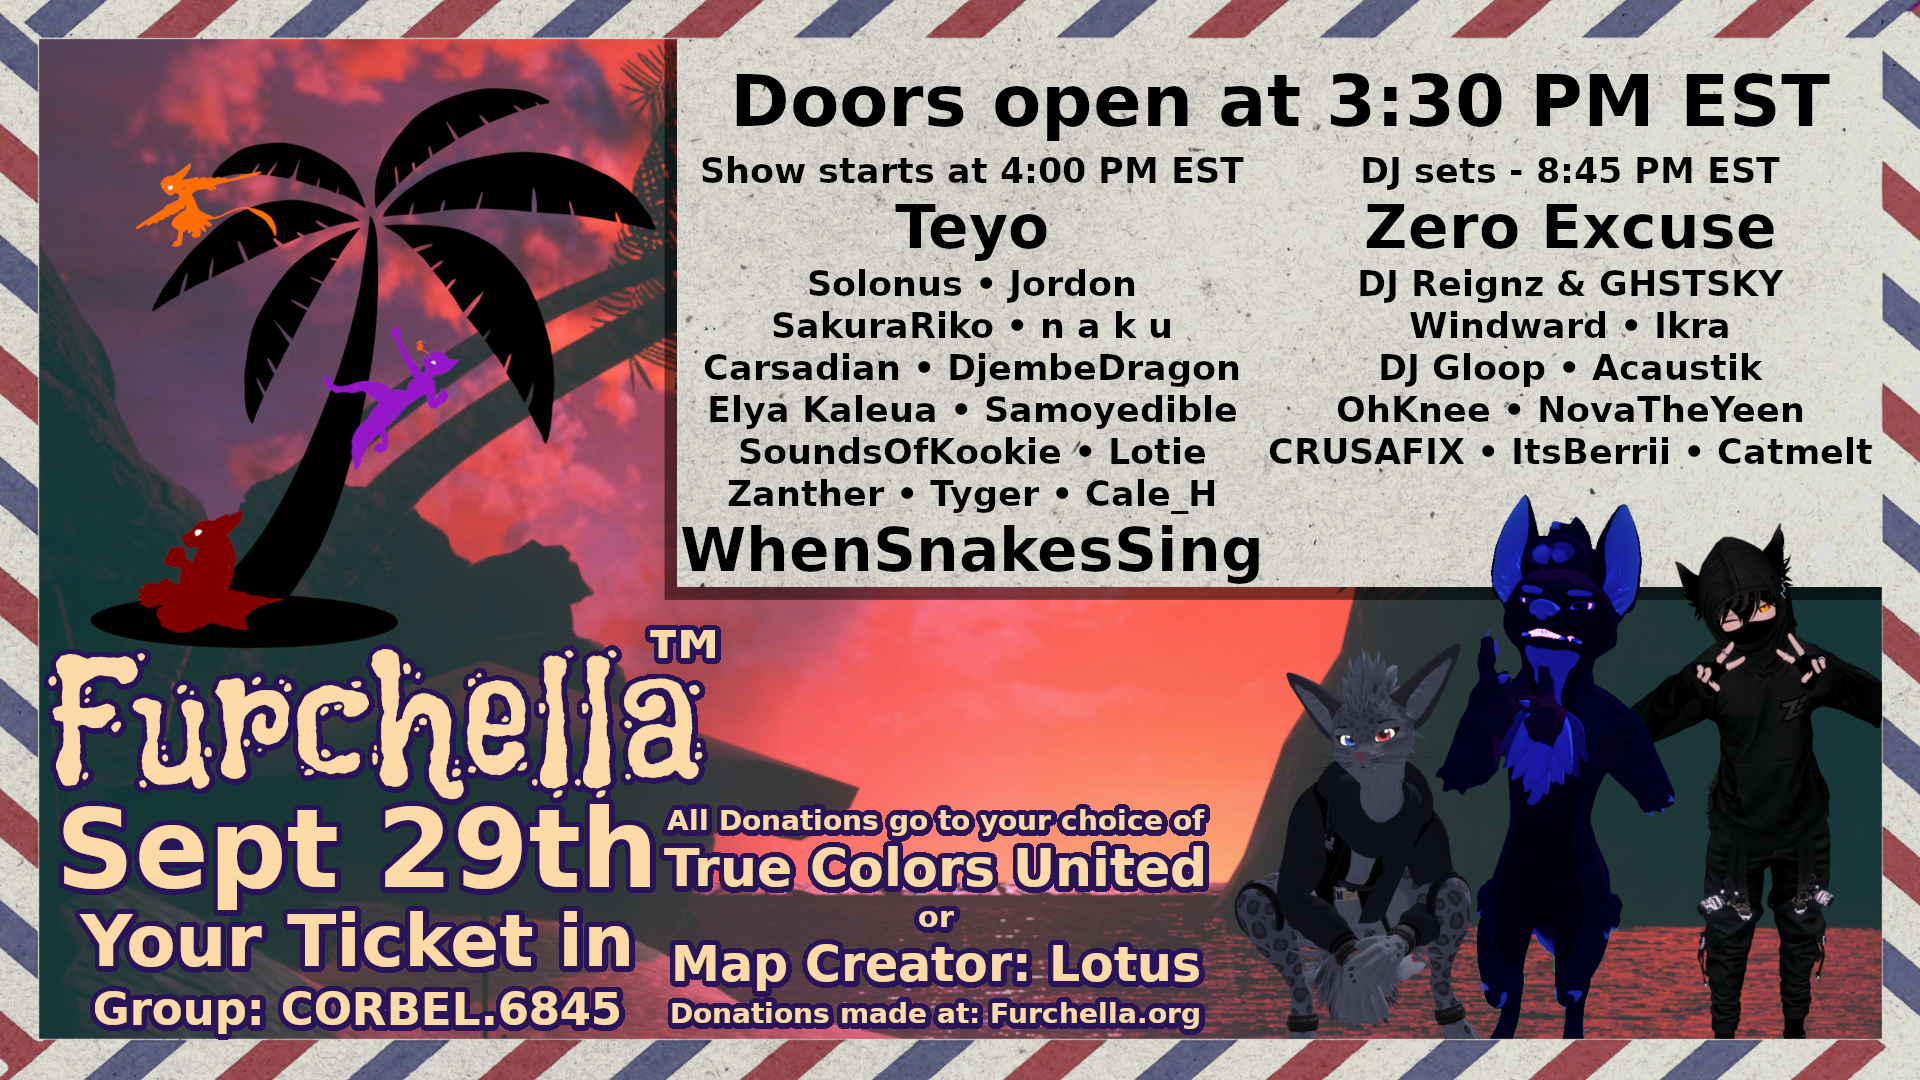 Doors open at 3:30 PM EST
Show starts at 4:00 PM EST
Teyo
Solonus • Jordon
SakuraRiko • n a k u
Carsadian • DjembeDragon
Elya Kaleua • Samoyedible
SoundsOfKookie • Lotie
Zanther • Tyger • Cale_H
WhenSnakesSing
DJ sets - 8:45 PM EST
Zero Excuse
DJ Reignz & GHSTSKY
Windward • Ikra
DJ Gloop • Acaustik
OhKnee • NovaTheYeen
CRUSAFIX • ItsBerrii • Catmelt
Furchella™
Sept 29th
Your Ticket in
Group: CORBEL.6845
All Donations go to your choice of
True Colors United
or
Map Creator: Lotus
Donations made at: Furchella.org